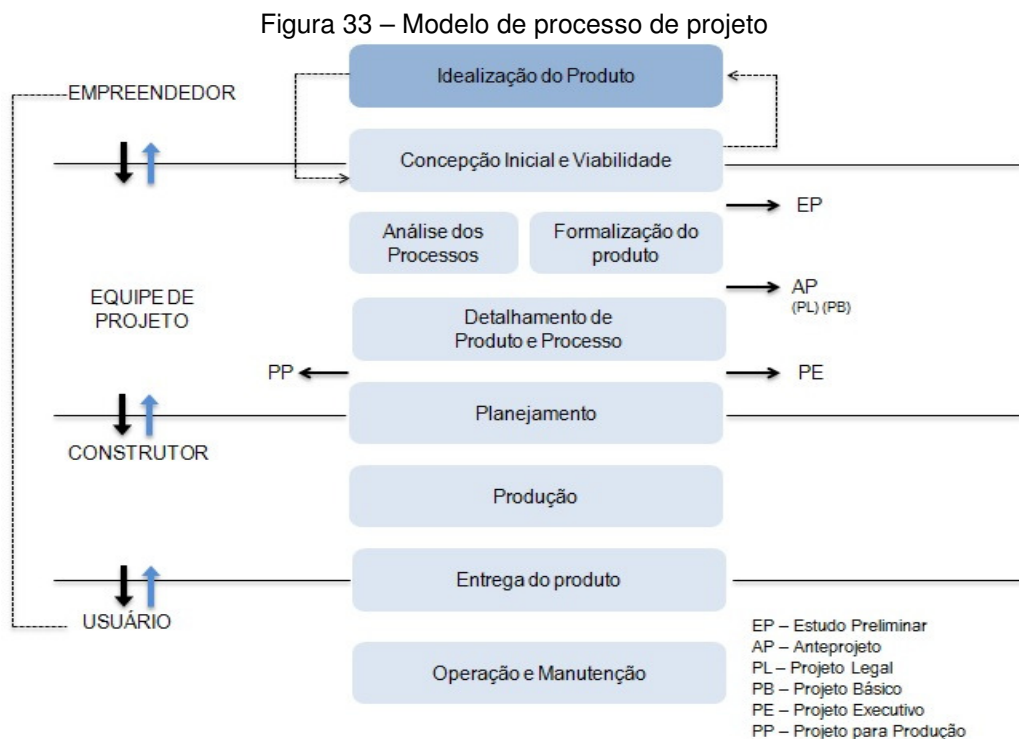 Figura 33 – Modelo de processo de projeto
Idealização do Produto
EMPREENDEDOR
Concepção Inicial e Viabilidade
EP
Análise dos
Processos
Formalização do
produto
AP
(PL) (PB)
EQUIPE DE
PROJETO
Detalhamento de
Produto e Processo
PP
PE
Planejamento
CONSTRUTOR
Produção
Entrega do produto
USUÁRIO
Operação e Manutenção
EP – Estudo Preliminar
AP – Anteprojeto
PL – Projeto Legal
PB – Projeto Básico
PE – Projeto Executivo
PP – Projeto para Produção